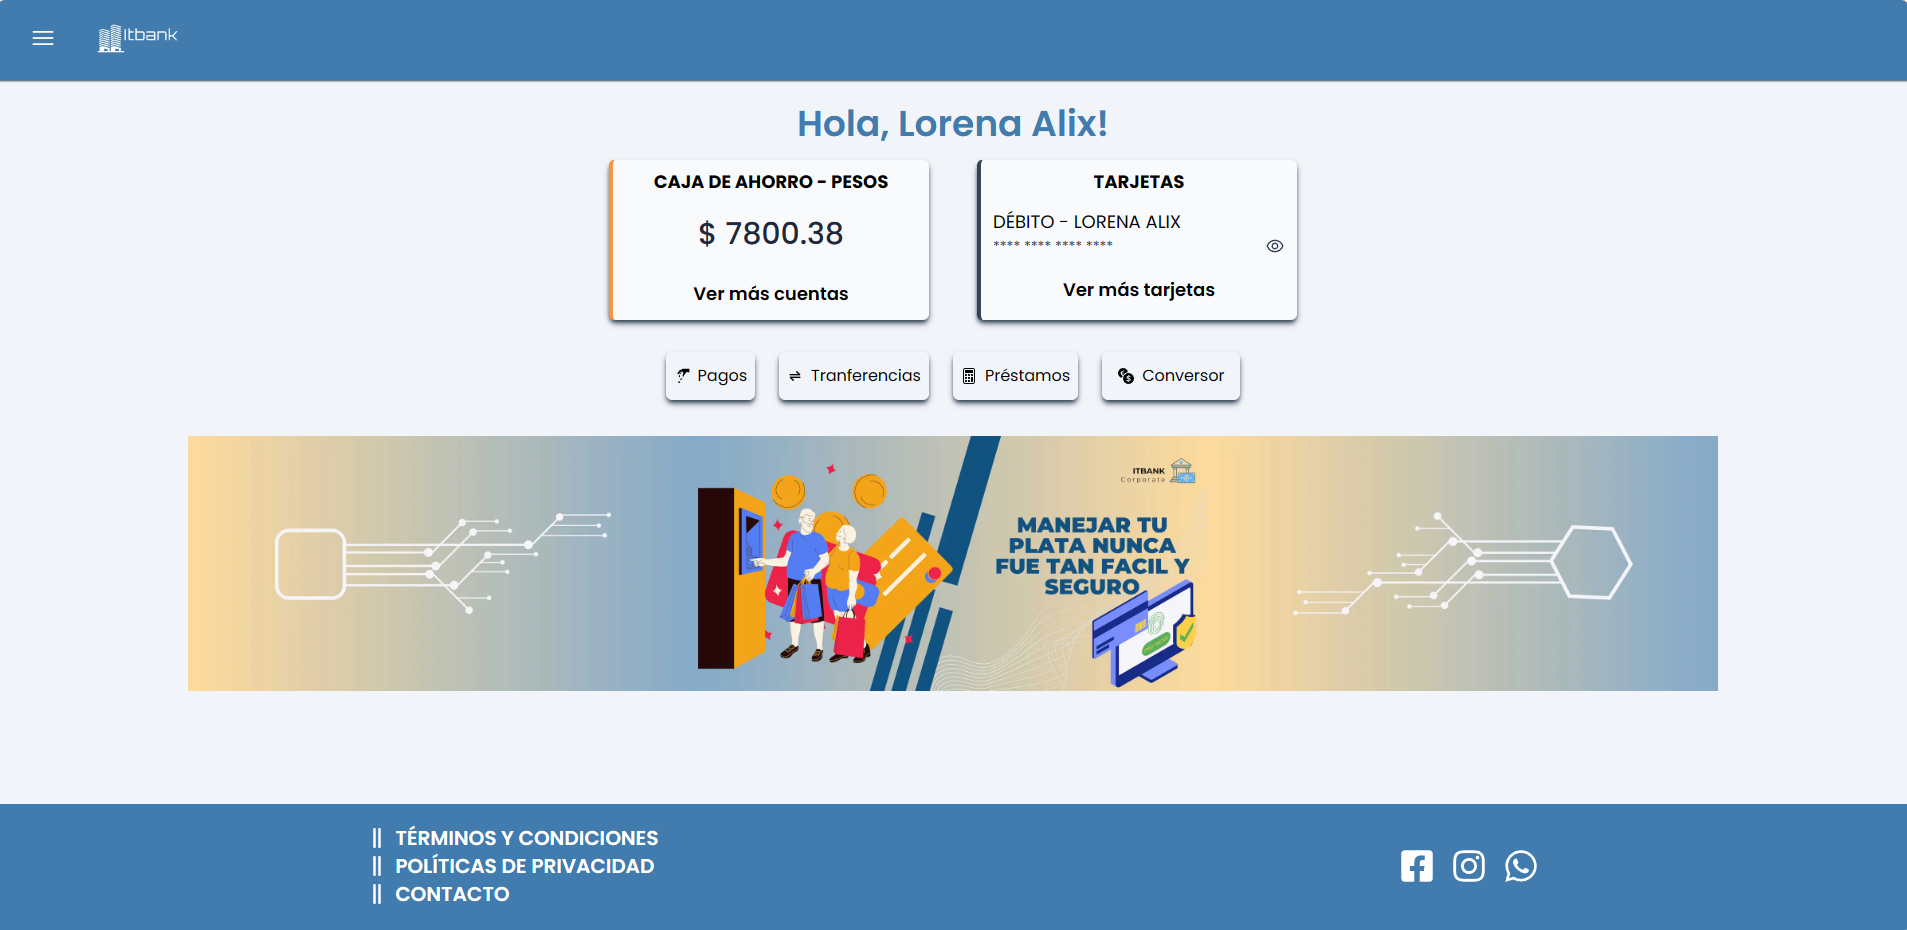 Itbank
Hola, Lorena Alix!
CAJA DE AHORRO - PESOS
$ 7800.38
Ver más cuentas
TARJETAS
DÉBITO - LORENA ALIX
**** **** **** ****
Ver más tarjetas
Pagos
Tranferencias
Préstamos
Conversor
ITBANK
Corporate
MANEJAR TU
PLATA NUNCA
FUE TAN FACIL Y
SEGURO
|| TÉRMINOS Y CONDICIONES
|| POLÍTICAS DE PRIVACIDAD
|| CONTACTO